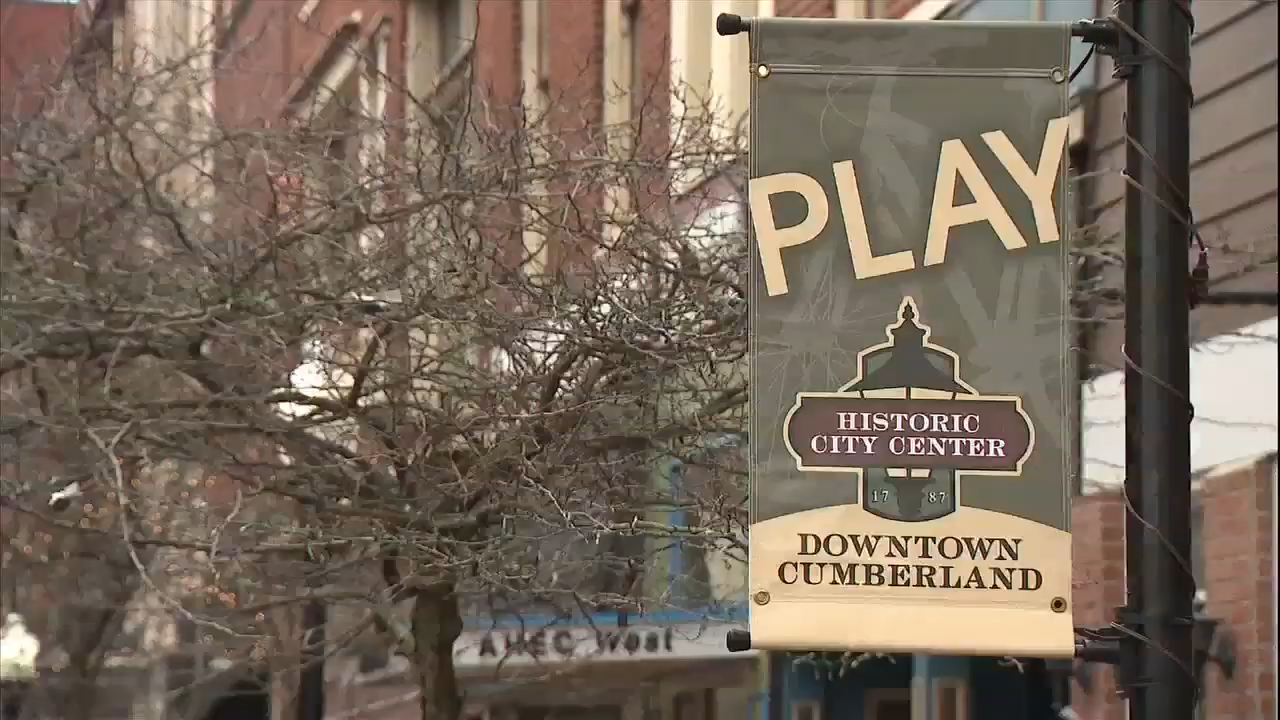 PLAY
HISTORIC
CITY CENTER
17 87
DOWNTOWN
CUMBERLAND
AHEC West